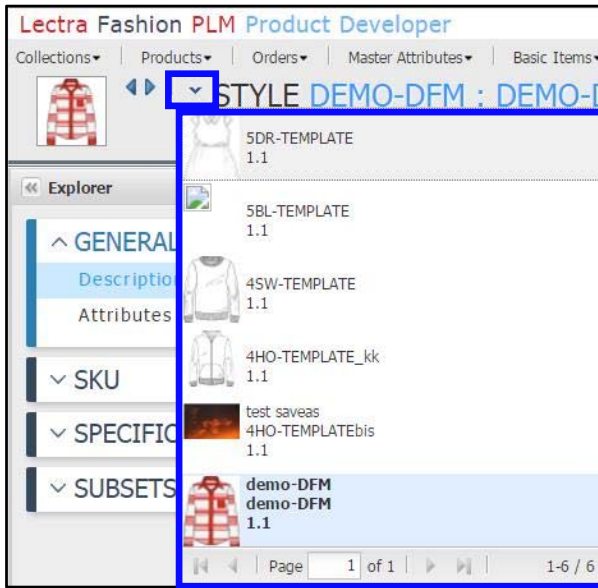 Lectra Fashion PLM Product Developer
Collections Products Orders Master Attributes Basic Items
STYLE DEMO-DFM : DEMO-D
5DR-TEMPLATE
1.1
Explorer
5BL-TEMPLATE
1.1
GENERAL
Description
4SW-TEMPLATE
1.1
Attributes
4HO-TEMPLATE_kk
1.1
SKU
test saveas
4HO-TEMPLATEbis
1.1
SPECIFIC
SUBSETS
demo-DFM
demo-DFM
1.1
Page 1 of 1 1-6 / 6